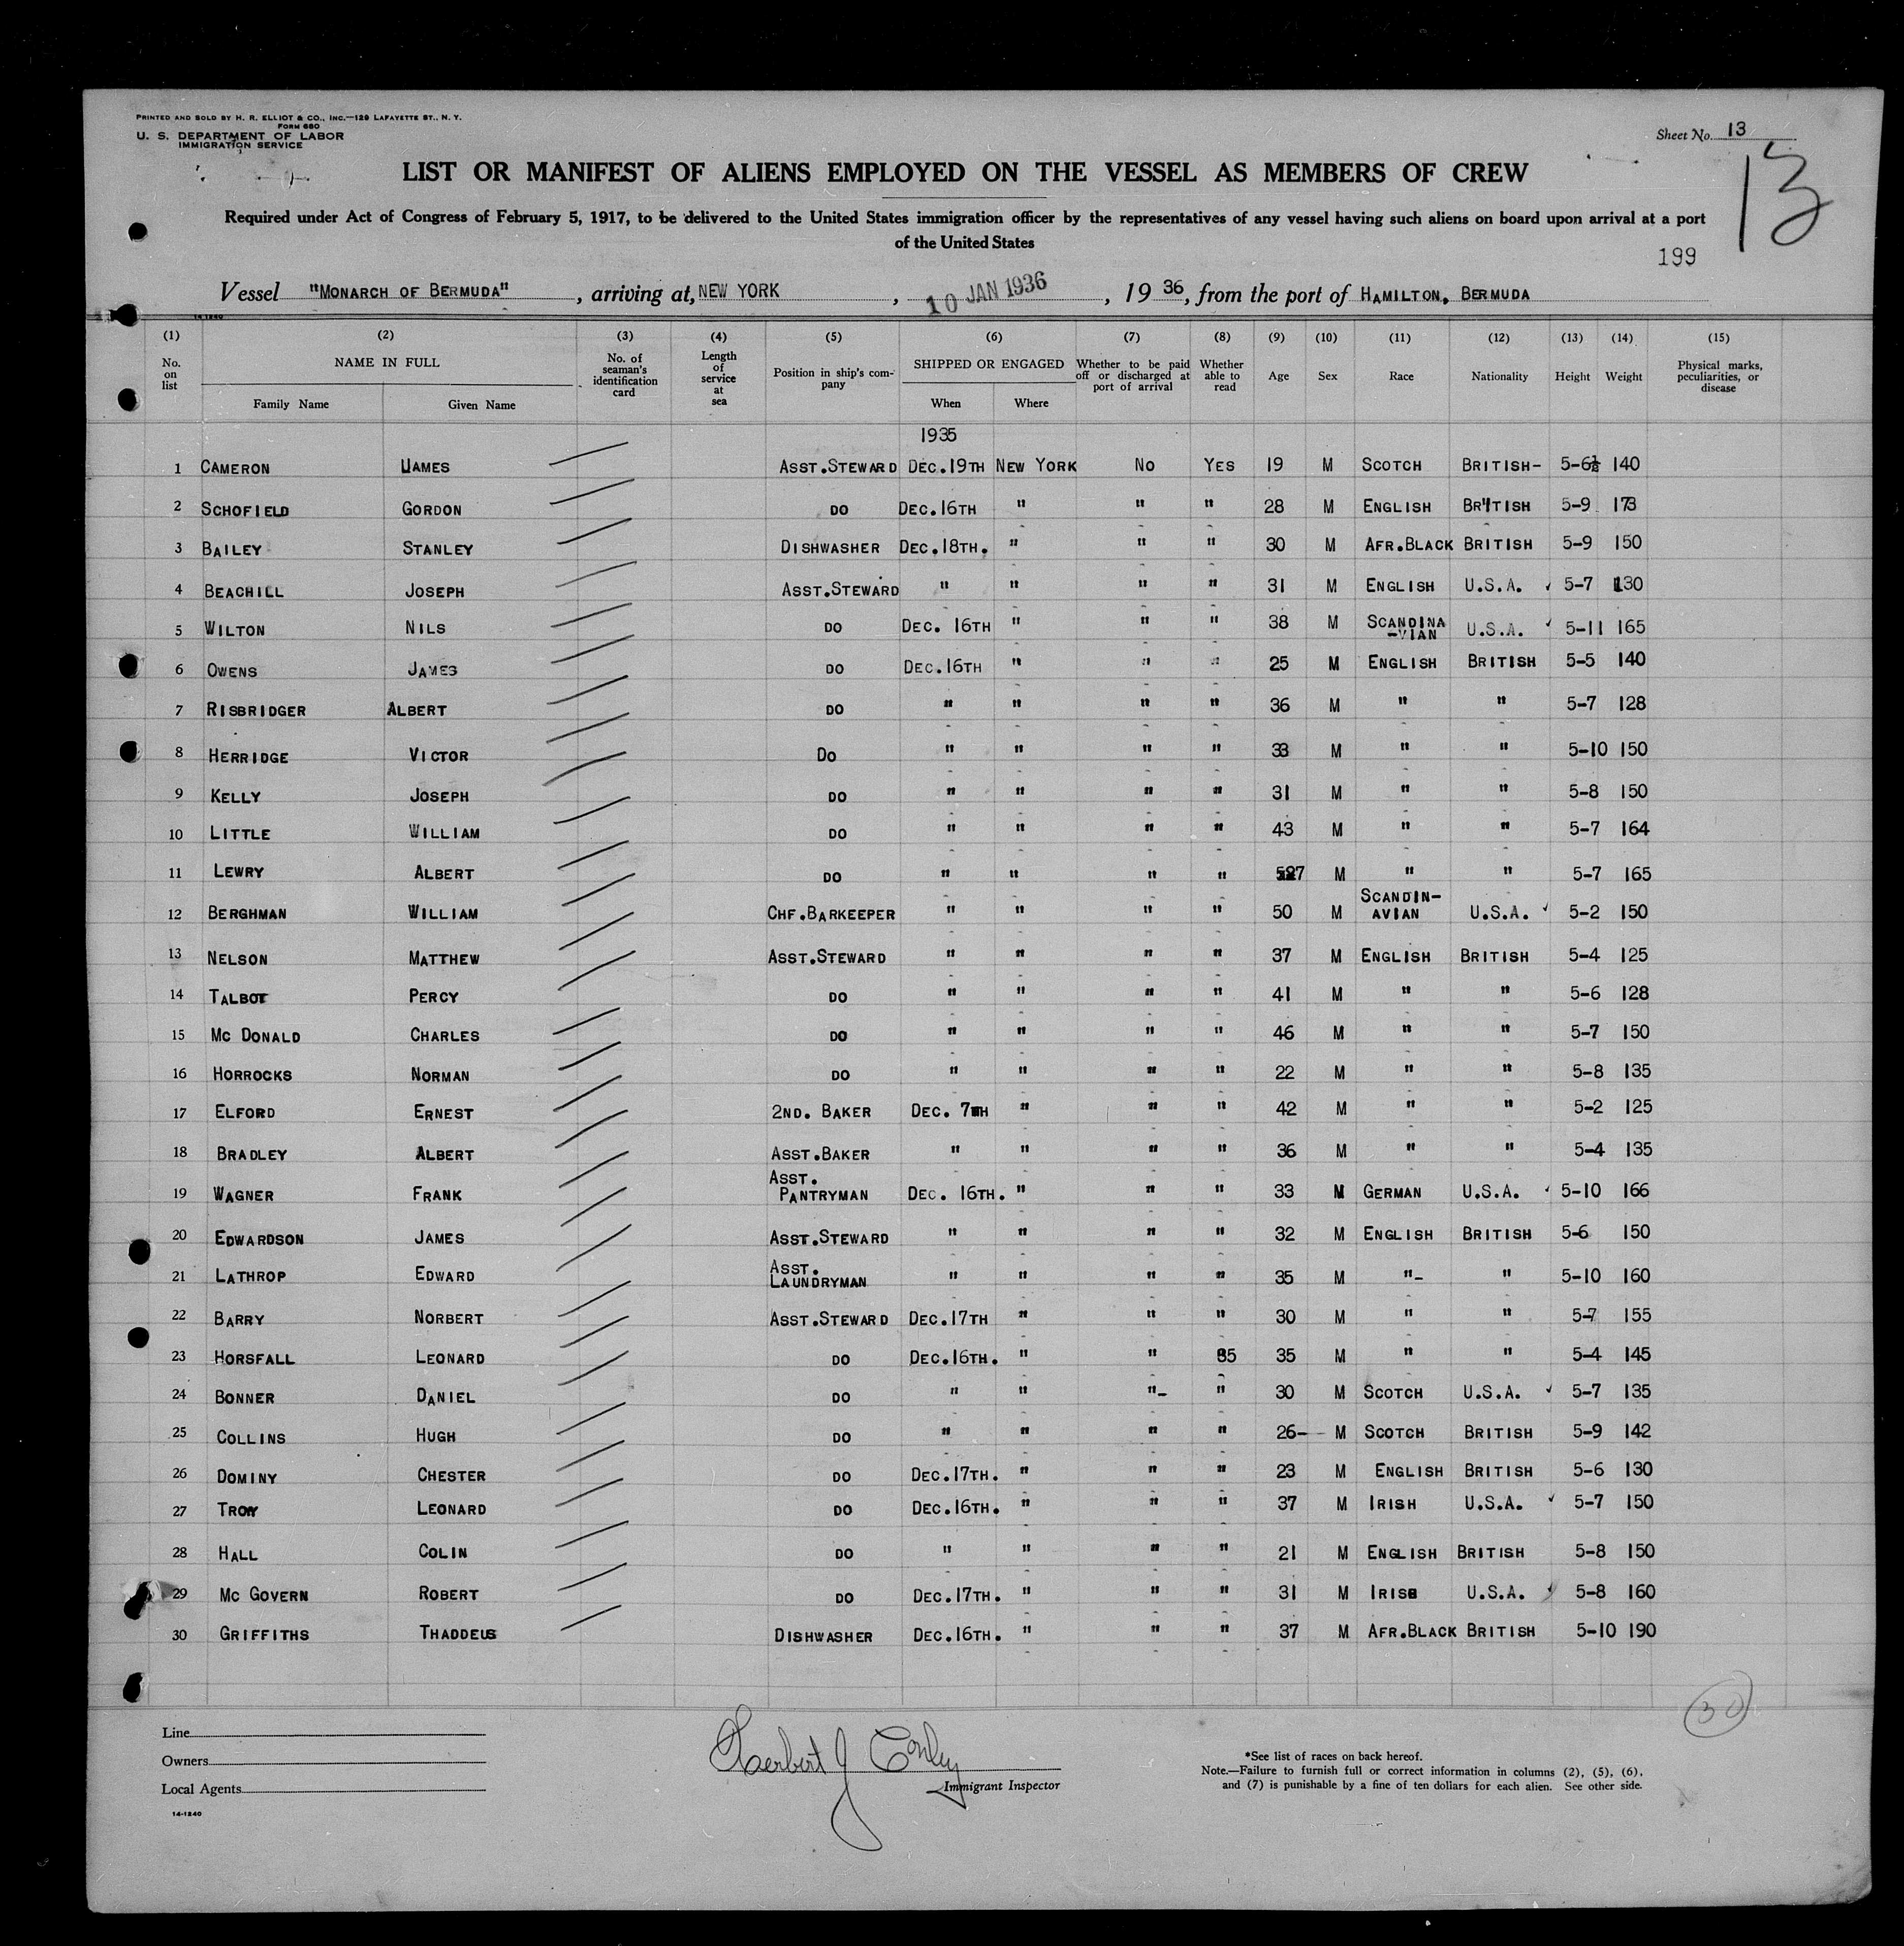 PRINTED AND SOLD BY H. R. ELLIOT & CO., INC.—129 LAFAYETTE ST., N. Y.
FORM 680
U. S. DEPARTMENT OF LABOR
IMMIGRATION SERVICE
Sheet No. 13
13
LIST OR MANIFEST OF ALIENS EMPLOYED ON THE VESSEL AS MEMBERS OF CREW
Required under Act of Congress of February 5, 1917, to be delivered to the United States immigration officer by the representatives of any vessel having such aliens on board upon arrival at a port
of the United States
199
Vessel "MONARCH OF BERMUDA", arriving at, NEW YORK, 10 JAN 1936, 19 36, from the port of HAMILTON, BERMUDA
14-1240
(1) (2) (3) (4) (5) (6) (7) (8) (9) (10) (11) (12) (13) (14) (15)
No. on list NAME IN FULL Family Name Given Name No. of seaman's identification card Length of service at sea Position in ship's company SHIPPED OR ENGAGED When Where Whether to be paid off or discharged at port of arrival Whether able to read Age Sex Race Nationality Height Weight Physical marks, peculiarities, or disease
1935
1 CAMERON JAMES ASST.STEWARD DEC.19TH NEW YORK NO YES 19 M SCOTCH BRITISH- 5-6½ 140
2 SCHOFIELD GORDON DO DEC.16TH " " " 28 M ENGLISH BRITISH 5-9 173
3 BAILEY STANLEY DISHWASHER DEC.18TH. " " " 30 M AFR.BLACK BRITISH 5-9 150
4 BEACHILL JOSEPH ASST.STEWARD " " " " 31 M ENGLISH U.S.A. ✓ 5-7 130
5 WILTON NILS DO DEC. 16TH " " " 38 M SCANDINA-VIAN U.S.A. ✓ 5-11 165
6 OWENS JAMES DO DEC.16TH " " " 25 M ENGLISH BRITISH 5-5 140
7 RISBRIDGER ALBERT DO " " " " 36 M " " 5-7 128
8 HERRIDGE VICTOR DO " " " " 33 M " " 5-10 150
9 KELLY JOSEPH DO " " " " 31 M " " 5-8 150
10 LITTLE WILLIAM DO " " " " 43 M " " 5-7 164
11 LEWRY ALBERT DO " " " " M " " 5-7 165
12 BERGHMAN WILLIAM CHF.BARKEEPER " " " " 50 M SCANDIN-AVIAN U.S.A. ✓ 5-2 150
13 NELSON MATTHEW ASST.STEWARD " " " " 37 M ENGLISH BRITISH 5-4 125
14 TALBOT PERCY DO " " " " 41 M " " 5-6 128
15 MC DONALD CHARLES DO " " " " 46 M " " 5-7 150
16 HORROCKS NORMAN DO " " " " 22 M " " 5-8 135
17 ELFORD ERNEST 2ND. BAKER DEC. 7TH " " " 42 M " " 5-2 125
18 BRADLEY ALBERT ASST.BAKER " " " " 36 M " " 5-4 135
19 WAGNER FRANK ASST. PANTRYMAN DEC. 16TH. " " " 33 M GERMAN U.S.A. ✓ 5-10 166
20 EDWARDSON JAMES ASST.STEWARD " " " " 32 M ENGLISH BRITISH 5-6 150
21 LATHROP EDWARD ASST. LAUNDRYMAN " " " " 35 M "- " 5-10 160
22 BARRY NORBERT ASST.STEWARD DEC.17TH " " " 30 M " " 5-7 155
23 HORSFALL LEONARD DO DEC.16TH. " " 35 35 M " " 5-4 145
24 BONNER DANIEL DO " " "- " 30 M SCOTCH U.S.A. ✓ 5-7 135
25 COLLINS HUGH DO " " " " 26- M SCOTCH BRITISH 5-9 142
26 DOMINY CHESTER DO DEC.17TH. " " " 23 M ENGLISH BRITISH 5-6 130
27 TROY LEONARD DO DEC.16TH. " " " 37 M IRISH U.S.A. ✓ 5-7 150
28 HALL COLIN DO " " " " 21 M ENGLISH BRITISH 5-8 150
29 MC GOVERN ROBERT DO DEC.17TH. " " " 31 M IRISH U.S.A. ✓ 5-8 160
30 GRIFFITHS THADDEUS DISHWASHER DEC.16TH. " " " 37 M AFR.BLACK BRITISH 5-10 190
30
Line
Owners
Local Agents
14-1240
Herbert J Conley
Immigrant Inspector
*See list of races on back hereof.
Note.—Failure to furnish full or correct information in columns (2), (5), (6),
and (7) is punishable by a fine of ten dollars for each alien. See other side.